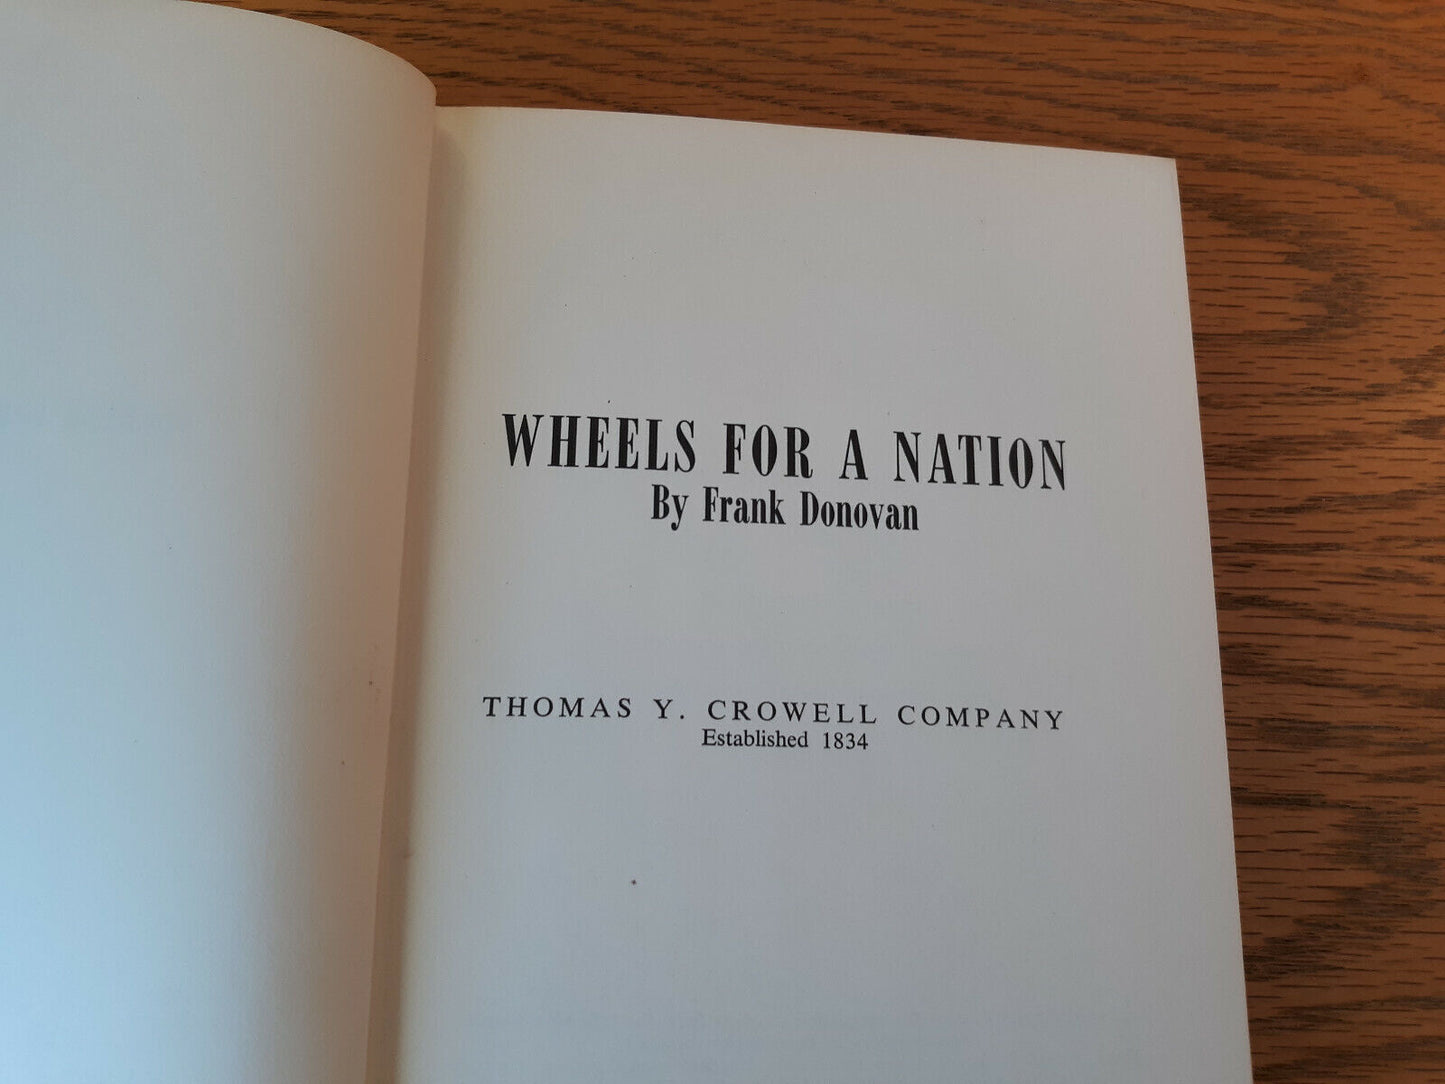 WHEELS FOR A NATION
By Frank Donovan
THOMAS Y. CROWELL COMPANY
Established 1834